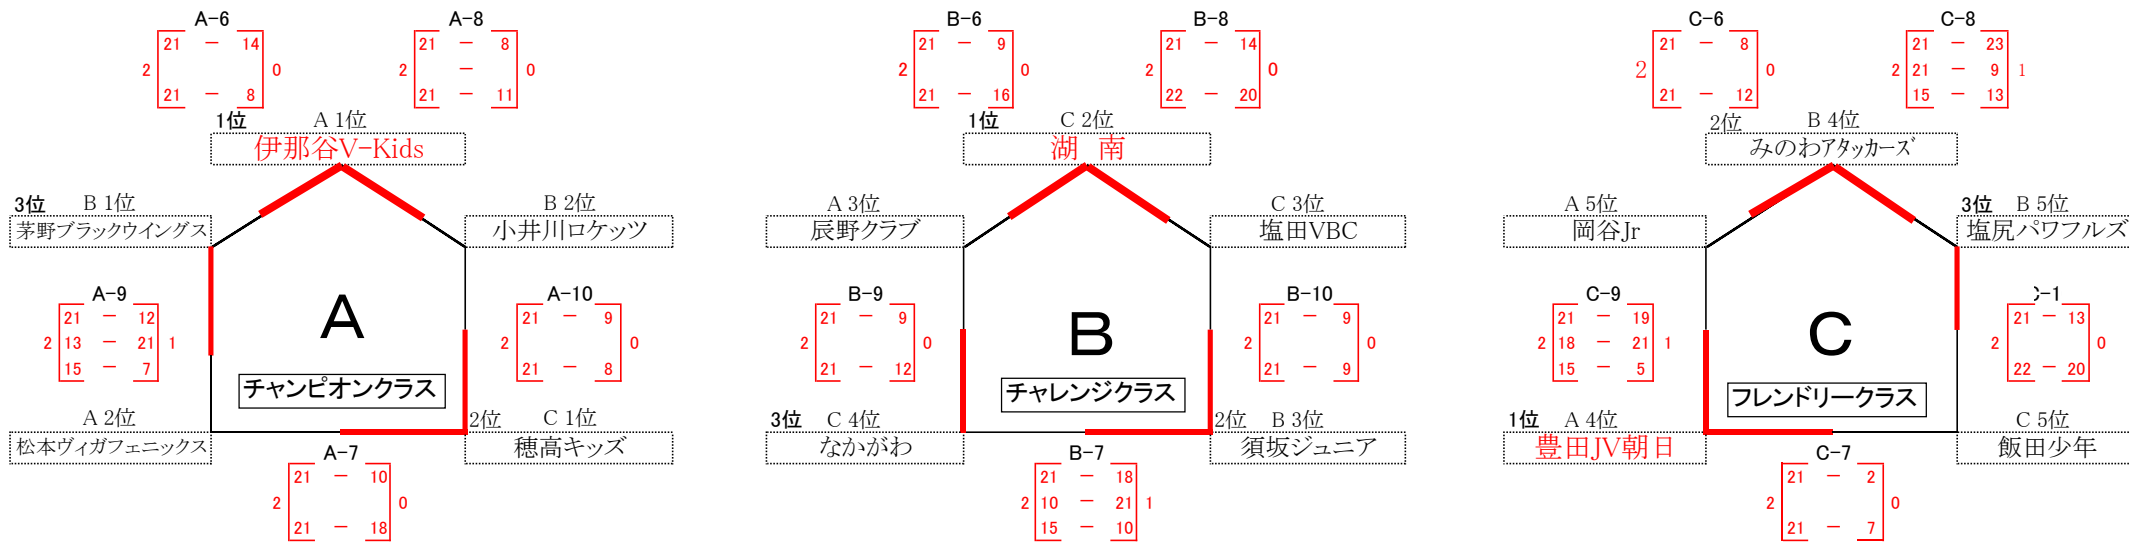 A-6
21 － 14
2 0
21 － 8
A-8
21 － 8
2 － 0
21 － 11
1位 A 1位
伊那谷V-Kids
3位 B 1位
茅野ブラックウイングス
B 2位
小井川ロケッツ
A-9
21 － 12
2 13 － 21 1
15 － 7
A
A-10
21 － 9
2 0
21 － 8
チャンピオンクラス
A 2位
松本ヴィガフェニックス
2位 C 1位
穂高キッズ
A-7
21 － 10
2 0
21 － 18
B-6
21 － 9
2 0
21 － 16
B-8
21 － 14
2 0
22 － 20
1位 C 2位
湖 南
A 3位
辰野クラブ
C 3位
塩田VBC
B-9
21 － 9
2 0
21 － 12
B
B-10
21 － 9
2 0
21 － 9
チャレンジクラス
3位 C 4位
なかがわ
2位 B 3位
須坂ジュニア
B-7
21 － 18
2 10 － 21 1
15 － 10
C-6
21 － 8
2 0
21 － 12
C-8
21 － 23
2 21 － 9 1
15 － 13
2位 B 4位
みのわアタッカーズ
A 5位
岡谷Jr
3位 B 5位
塩尻パワフルズ
C-9
21 － 19
2 18 － 21 1
15 － 5
C
C-1
21 － 13
2 0
22 － 20
フレンドリークラス
1位 A 4位
豊田JV朝日
C 5位
飯田少年
C-7
21 － 2
2 0
21 － 7